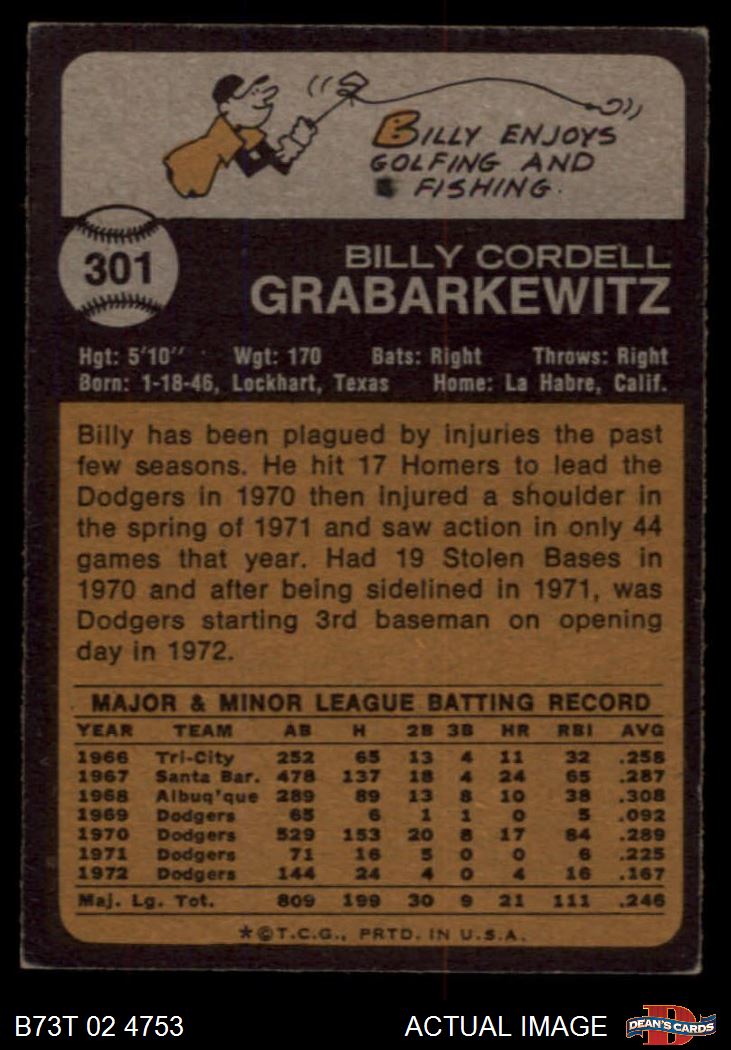 BILLY ENJOYS
GOLFING AND
FISHING.
301
BILLY CORDELL
GRABARKEWITZ
Hgt: 5'10" Wgt: 170 Bats: Right Throws: Right
Born: 1-18-46, Lockhart, Texas Home: La Habre, Calif.
Billy has been plagued by injuries the past
few seasons. He hit 17 Homers to lead the
Dodgers in 1970 then injured a shoulder in
the spring of 1971 and saw action in only 44
games that year. Had 19 Stolen Bases in
1970 and after being sidelined in 1971, was
Dodgers starting 3rd baseman on opening
day in 1972.
MAJOR & MINOR LEAGUE BATTING RECORD
YEAR TEAM AB H 2B 3B HR RBI AVG
1966 Tri-City 252 65 13 4 11 32 .258
1967 Santa Bar. 478 137 18 4 24 65 .287
1968 Albuq'que 289 89 13 8 10 38 .308
1969 Dodgers 65 6 1 1 0 5 .092
1970 Dodgers 529 153 20 8 17 84 .289
1971 Dodgers 71 16 5 0 0 6 .225
1972 Dodgers 144 24 4 0 4 16 .167
Maj. Lg. Tot. 809 199 30 9 21 111 .246
*©T.C.G., PRTD. IN U.S.A.
B73T 02 4753 ACTUAL IMAGE D DEAN'S CARDS